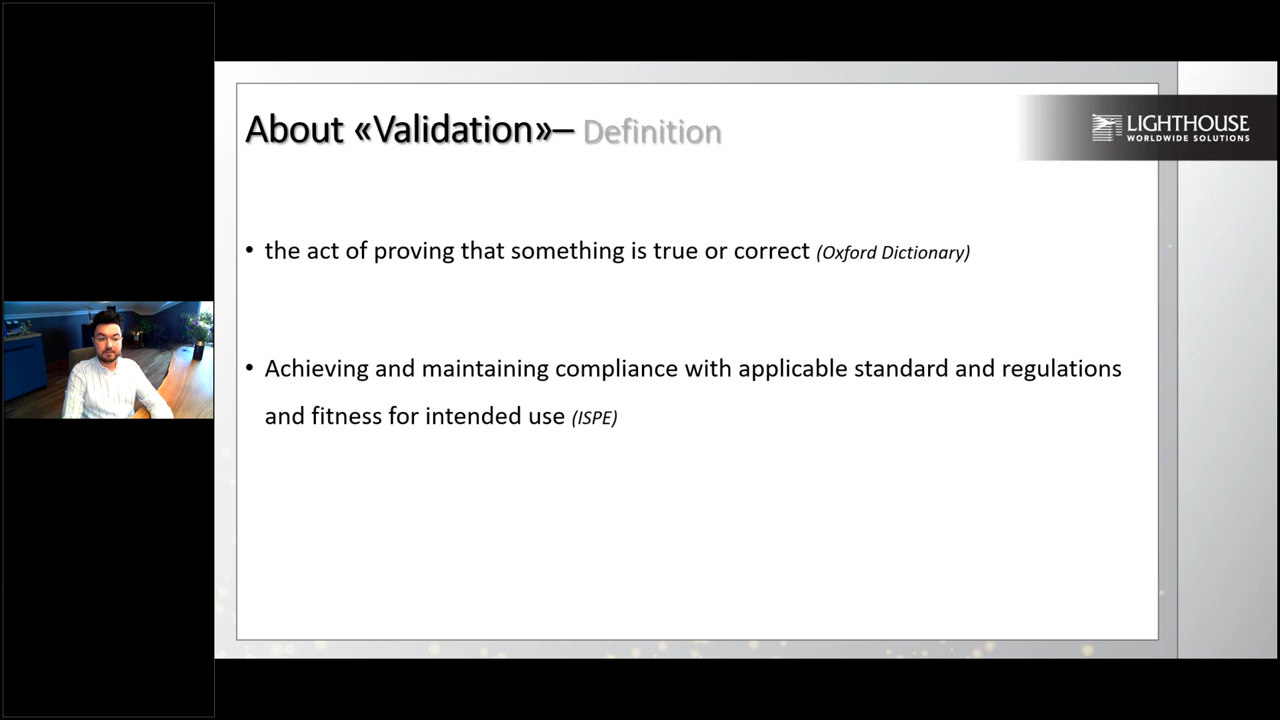 About «Validation»– Definition
LIGHTHOUSE
WORLDWIDE SOLUTIONS
• the act of proving that something is true or correct (Oxford Dictionary)
• Achieving and maintaining compliance with applicable standard and regulations
and fitness for intended use (ISPE)